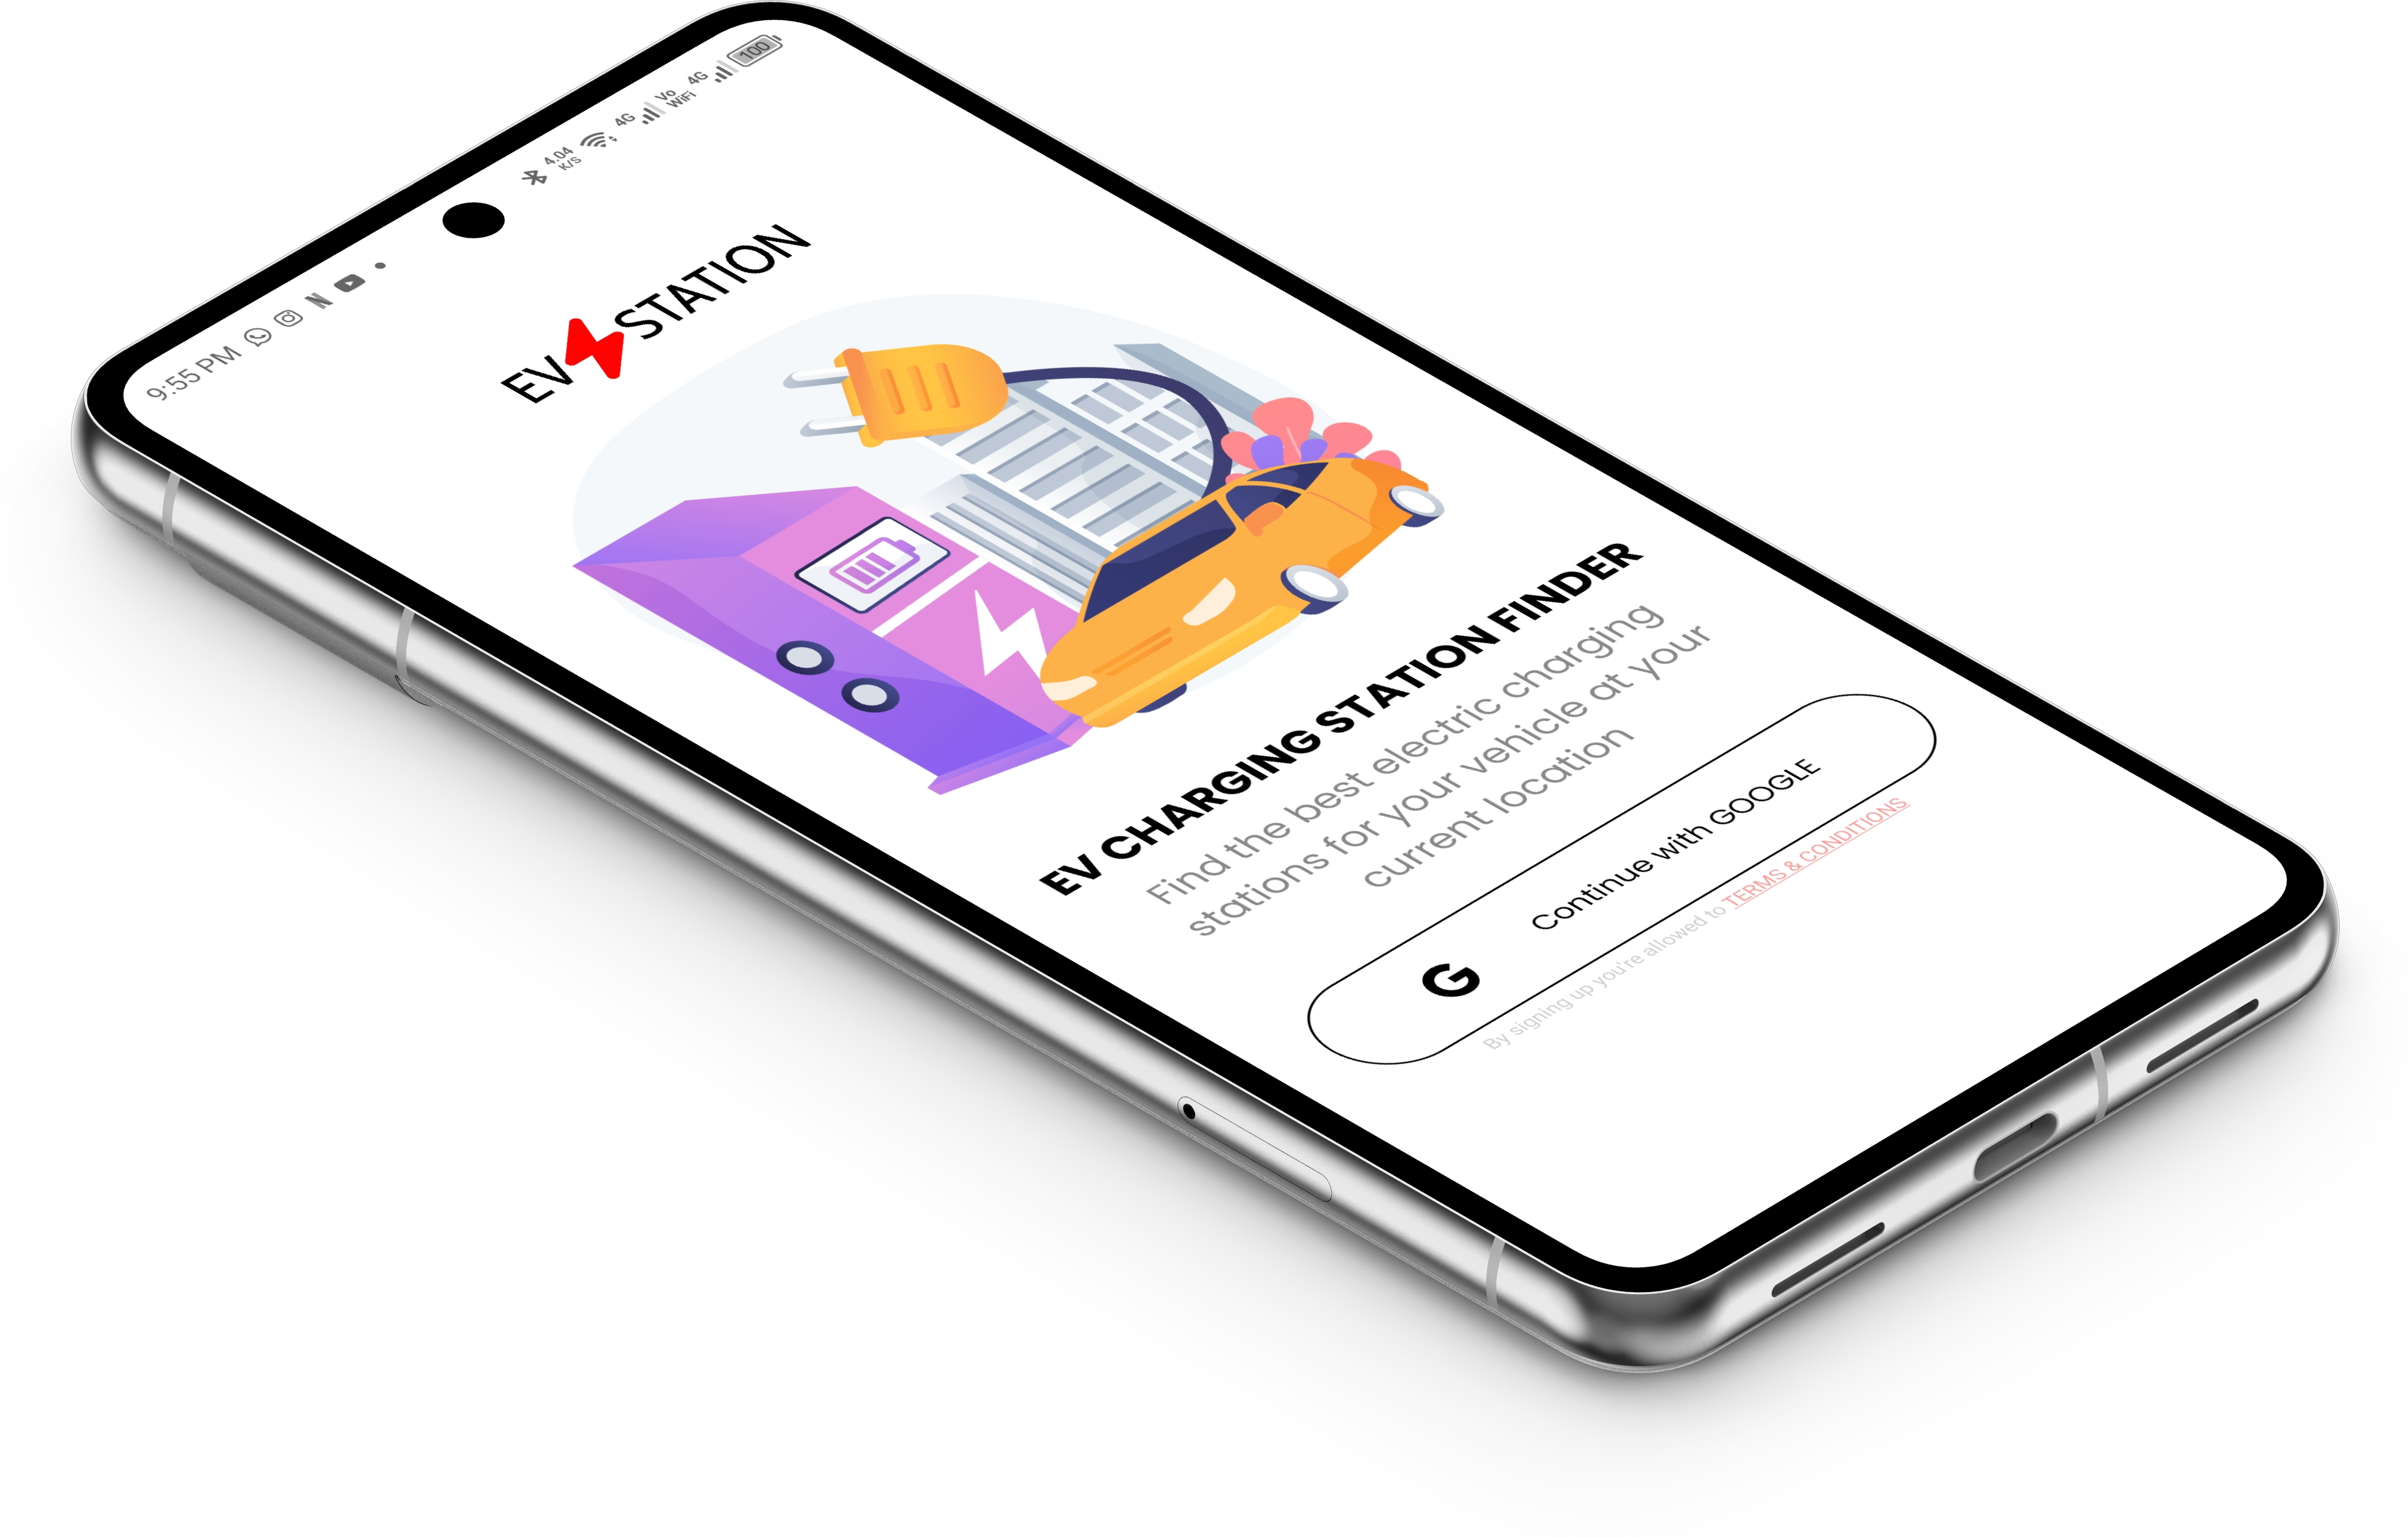 9:55 PM
4.04 K/S 4G Vo WiFi 4G 100
EV STATION
EV CHARGING STATION FINDER
Find the best electric charging
stations for your vehicle at your
current location
G Continue with GOOGLE
By signing up you're allowed to TERMS & CONDITIONS